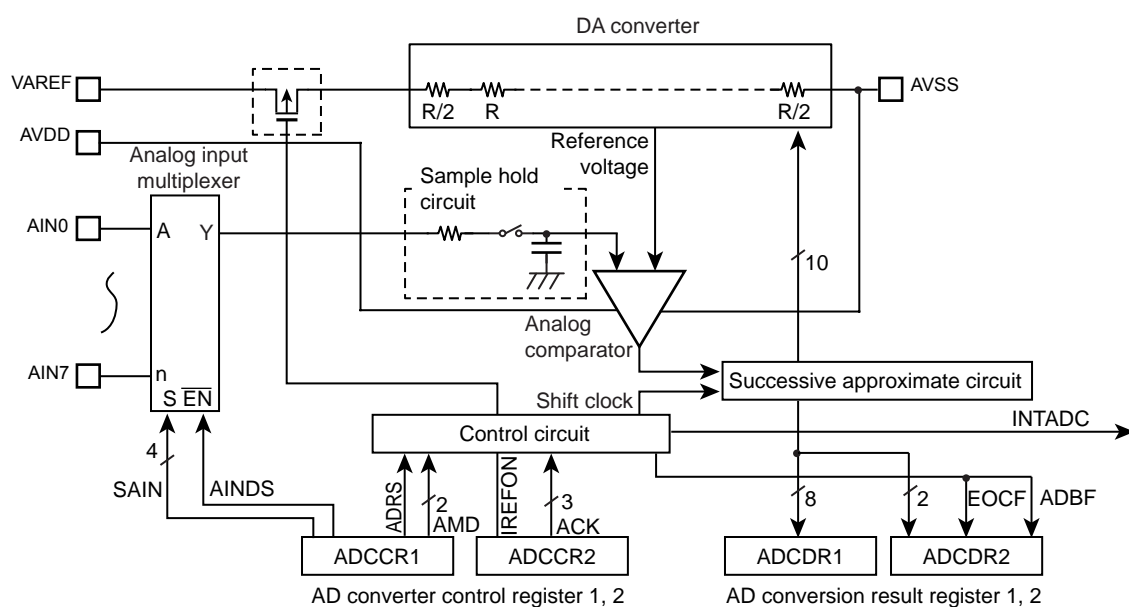 DA converter
VAREF
AVSS
R/2
R
R/2
AVDD
Reference
voltage
Analog input
multiplexer
Sample hold
circuit
AIN0
A
Y
10
Analog
comparator
AIN7
n
S
EN
Successive approximate circuit
Shift clock
INTADC
Control circuit
4
SAIN
AINDS
ADRS
2
AMD
IREFON
3
ACK
8
2
EOCF
ADBF
ADCCR1
ADCCR2
ADCDR1
ADCDR2
AD converter control register 1, 2
AD conversion result register 1, 2